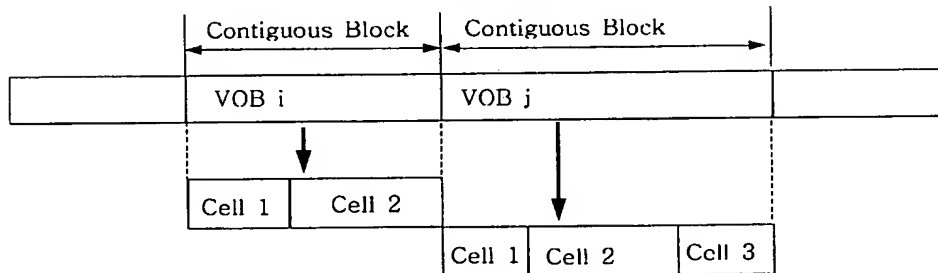 Contiguous Block Contiguous Block
VOB i VOB j
Cell 1 Cell 2
Cell 1 Cell 2 Cell 3